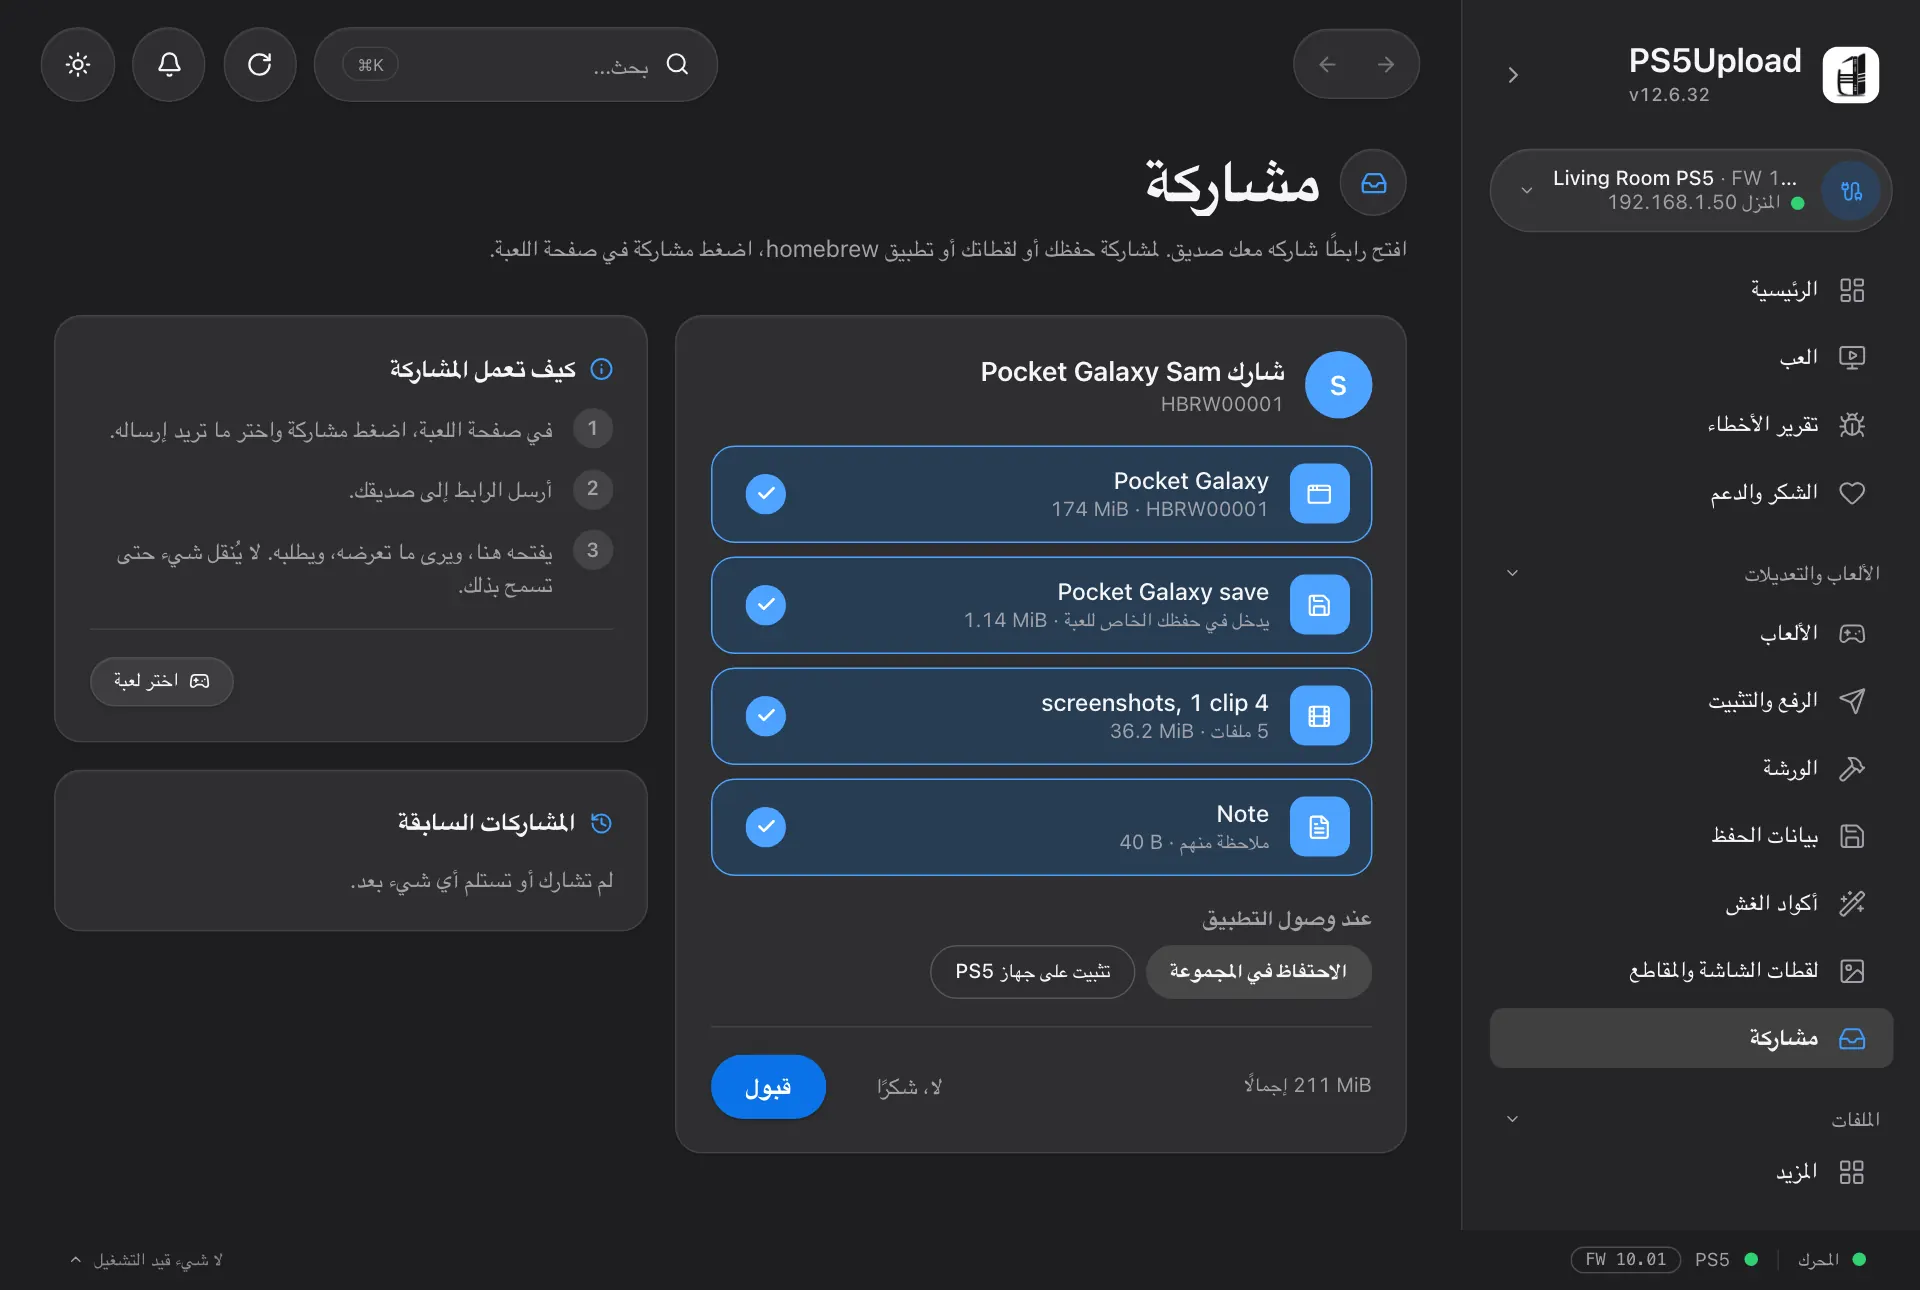 PS5Upload
v12.6.32
Living Room PS5 · FW 1...
المنزل 192.168.1.50
الرئيسية
العب
تقرير الأخطاء
الشكر والدعم
الألعاب والتعديلات
الألعاب
الرفع والتثبيت
الورشة
بيانات الحفظ
أكواد الغش
لقطات الشاشة والمقاطع
مشاركة
الملفات
المزيد
بحث...
⌘K
مشاركة
افتح رابطًا شاركه معك صديق. لمشاركة حفظك أو لقطاتك أو تطبيق homebrew، اضغط مشاركة في صفحة اللعبة.
S
شارك Pocket Galaxy Sam
HBRW00001
Pocket Galaxy
174 MiB · HBRW00001
Pocket Galaxy save
يدخل في حفظك الخاص للعبة · 1.14 MiB
screenshots, 1 clip 4
5 ملفات · 36.2 MiB
Note
ملاحظة منهم · 40 B
عند وصول التطبيق
الاحتفاظ في المجموعة
تثبيت على جهاز PS5
211 MiB إجمالًا
لا، شكرًا
قبول
كيف تعمل المشاركة
1 في صفحة اللعبة، اضغط مشاركة واختر ما تريد إرساله.
2 أرسل الرابط إلى صديقك.
3 يفتحه هنا، ويرى ما تعرضه، ويطلبه. لا يُنقل شيء حتى
تسمح بذلك.
اختر لعبة
المشاركات السابقة
لم تشارك أو تستلم أي شيء بعد.
المحرك
PS5
FW 10.01
لا شيء قيد التشغيل